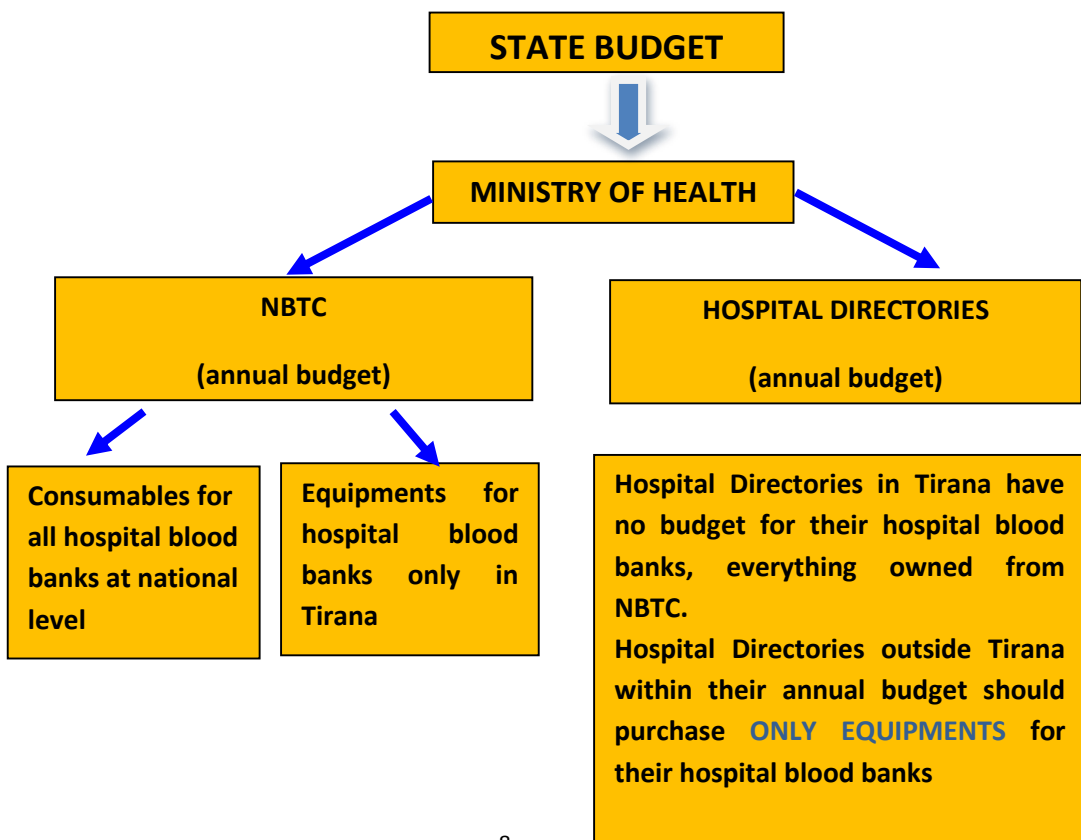 STATE BUDGET
MINISTRY OF HEALTH
NBTC
(annual budget)
HOSPITAL DIRECTORIES
(annual budget)
Consumables for
all hospital blood
banks at national
level
Equipments for
hospital blood
banks only in
Tirana
Hospital Directories in Tirana have
no budget for their hospital blood
banks, everything owned from
NBTC.
Hospital Directories outside Tirana
within their annual budget should
purchase ONLY EQUIPMENTS for
their hospital blood banks